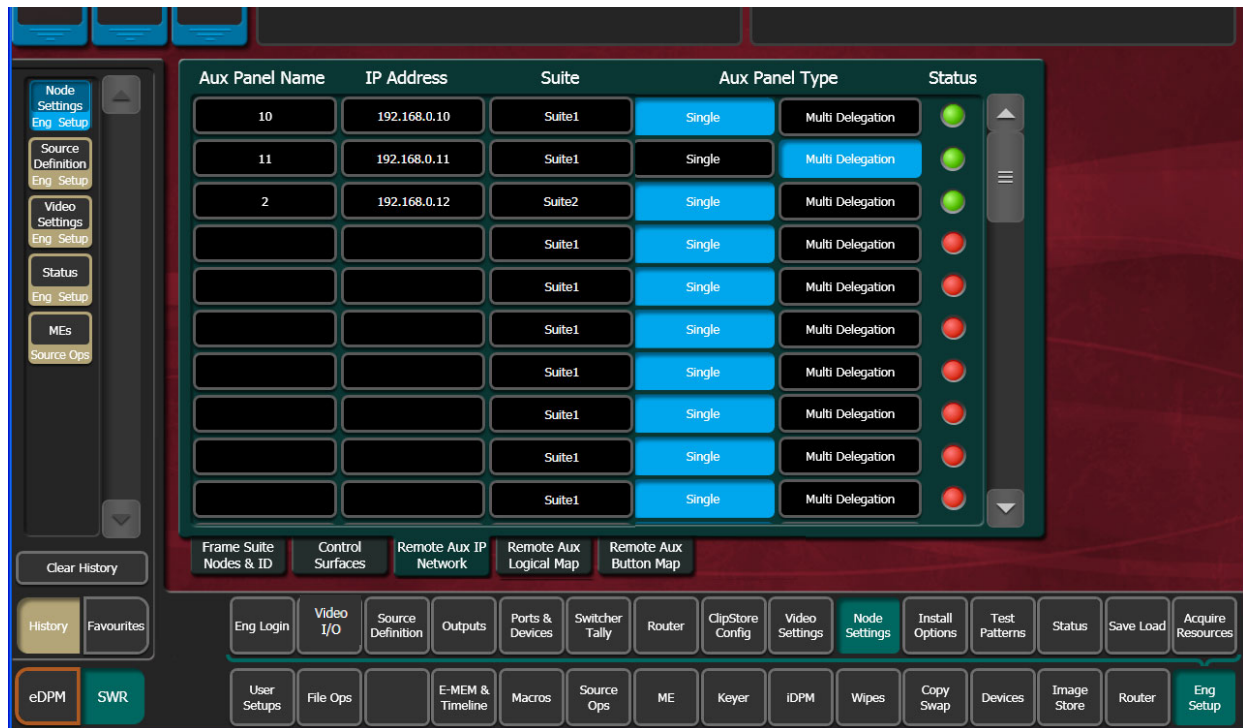 Aux Panel Name IP Address Suite Aux Panel Type Status
10 192.168.0.10 Suite1 Single Multi Delegation
11 192.168.0.11 Suite1 Single Multi Delegation
2 192.168.0.12 Suite2 Single Multi Delegation
Suite1 Single Multi Delegation
Suite1 Single Multi Delegation
Suite1 Single Multi Delegation
Suite1 Single Multi Delegation
Suite1 Single Multi Delegation
Suite1 Single Multi Delegation
Suite1 Single Multi Delegation
Node
Settings
Eng Setup
Source
Definition
Eng Setup
Video
Settings
Eng Setup
Status
Eng Setup
MEs
Source Ops
Clear History
History Favourites
Frame Suite Control Remote Aux IP Remote Aux Remote Aux
Nodes & ID Surfaces Network Logical Map Button Map
Eng Login Video I/O Source Definition Outputs Ports & Devices Switcher Tally Router ClipStore Config Video Settings Node Settings Install Options Test Patterns Status Save Load Acquire Resources
eDPM SWR User Setups File Ops E-MEM & Timeline Macros Source Ops ME Keyer iDPM Wipes Copy Swap Devices Image Store Router Eng Setup